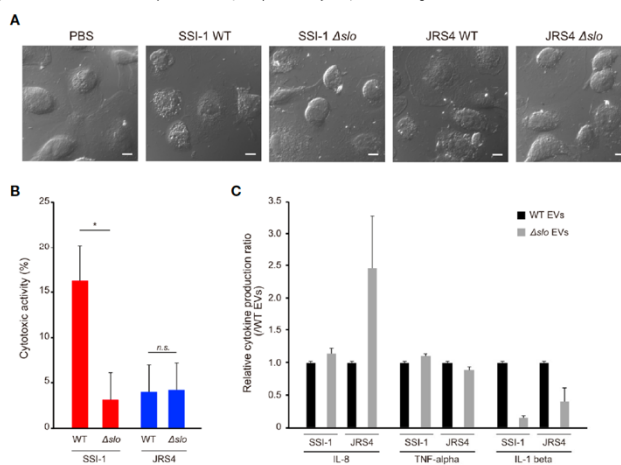 A
PBS
SSI-1 WT
SSI-1 Δslo
JRS4 WT
JRS4 Δslo
B
25
20
15
10
5
0
Cytotoxic activity (%)
*
n.s.
WT
Δslo
WT
Δslo
SSI-1
JRS4
C
3.5
3.0
2.5
2.0
1.5
1.0
0.5
0
Relative cytokine production ratio
(/WT EVs)
WT EVs
Δslo EVs
SSI-1
JRS4
SSI-1
JRS4
SSI-1
JRS4
IL-8
TNF-alpha
IL-1 beta